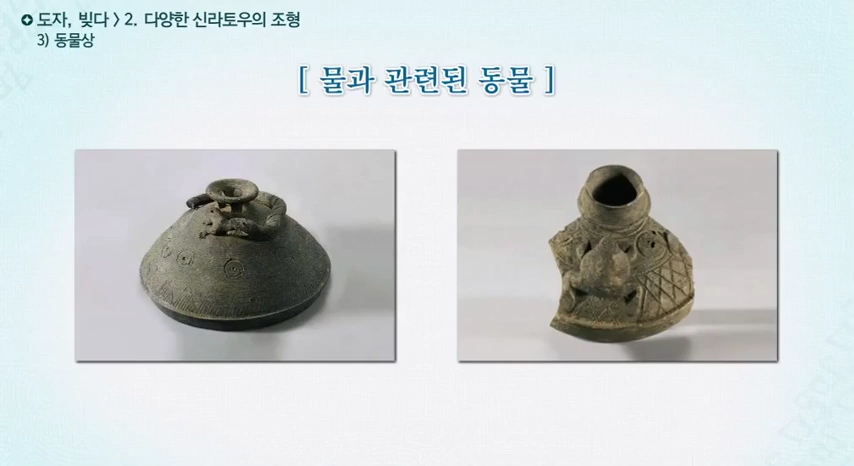 도자, 빚다 > 2. 다양한 신라토우의 조형
3) 동물상
[ 물과 관련된 동물 ]